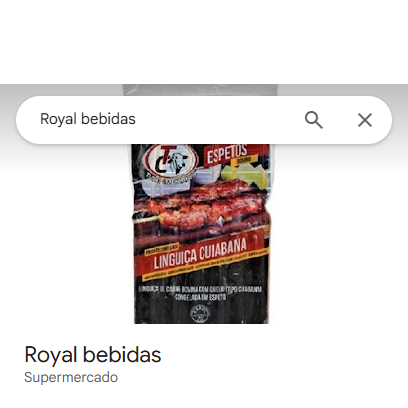 Royal bebidas
TC
ESPETOS
BOVINO
LINGUIÇA CUIABANA
LINGUIÇA DE CARNE BOVINA COM QUEIJO (TIPO CUIABANA)
CONGELADA EM ESPETO
Royal bebidas
Supermercado